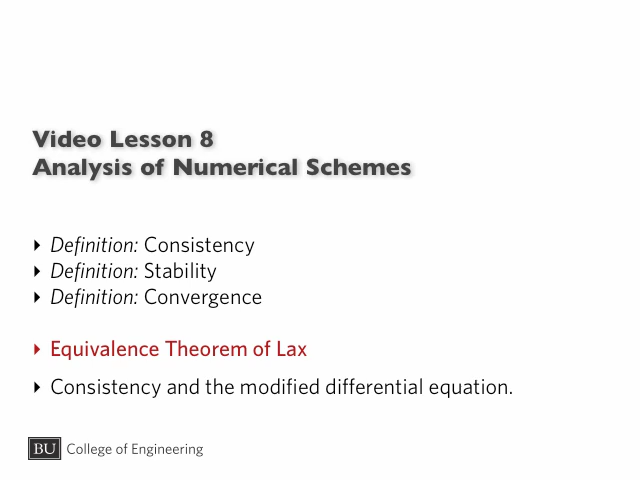 Video Lesson 8
Analysis of Numerical Schemes
‣ Definition: Consistency
‣ Definition: Stability
‣ Definition: Convergence
‣ Equivalence Theorem of Lax
‣ Consistency and the modified differential equation.
BU College of Engineering